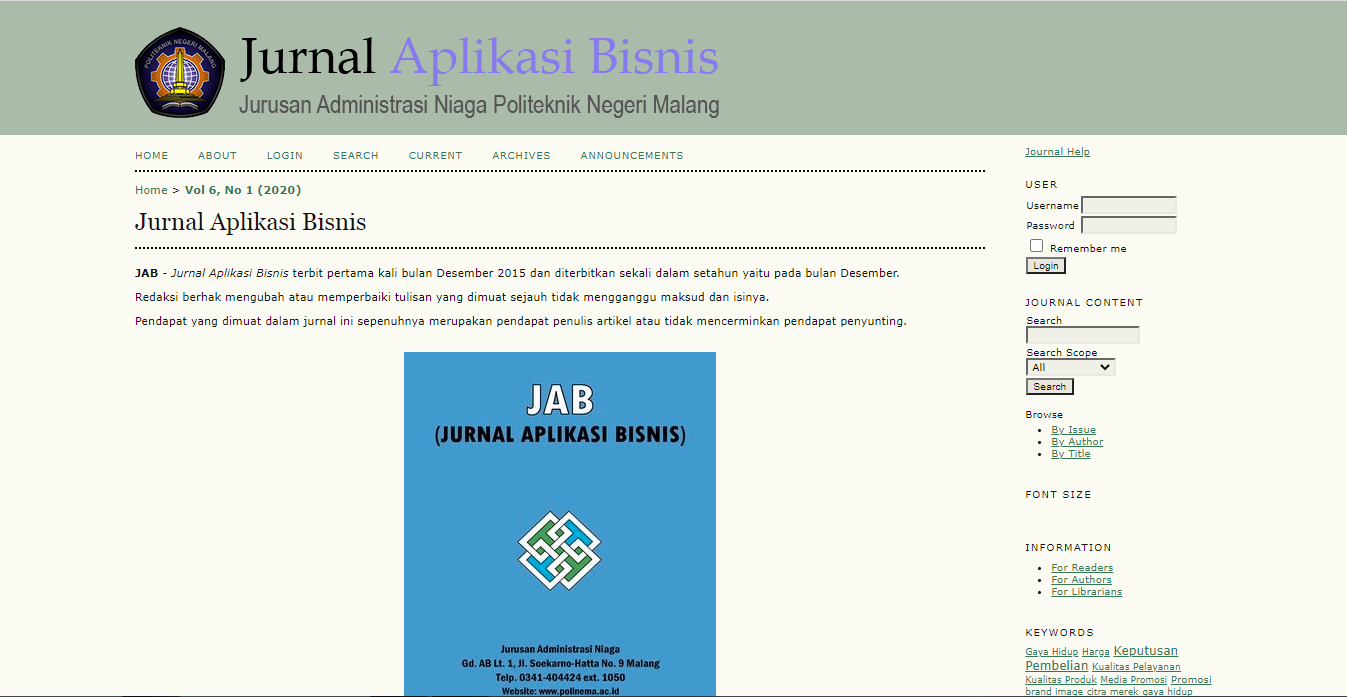 POLITEKNIK NEGERI MALANG
Jurnal Aplikasi Bisnis
Jurusan Administrasi Niaga Politeknik Negeri Malang
HOME ABOUT LOGIN SEARCH CURRENT ARCHIVES ANNOUNCEMENTS
Home > Vol 6, No 1 (2020)
Jurnal Aplikasi Bisnis
JAB - Jurnal Aplikasi Bisnis terbit pertama kali bulan Desember 2015 dan diterbitkan sekali dalam setahun yaitu pada bulan Desember.
Redaksi berhak mengubah atau memperbaiki tulisan yang dimuat sejauh tidak mengganggu maksud dan isinya.
Pendapat yang dimuat dalam jurnal ini sepenuhnya merupakan pendapat penulis artikel atau tidak mencerminkan pendapat penyunting.
JAB
(JURNAL APLIKASI BISNIS)
Jurusan Administrasi Niaga
Gd. AB Lt. 1, Jl. Soekarno-Hatta No. 9 Malang
Telp. 0341-404424 ext. 1050
Website: www.polinema.ac.id
Journal Help
USER
Username
Password
Remember me
Login
JOURNAL CONTENT
Search
Search Scope
All
Search
Browse
By Issue
By Author
By Title
FONT SIZE
INFORMATION
For Readers
For Authors
For Librarians
KEYWORDS
Gaya Hidup Harga Keputusan
Pembelian Kualitas Pelayanan
Kualitas Produk Media Promosi Promosi
brand image citra merek gaya hidup